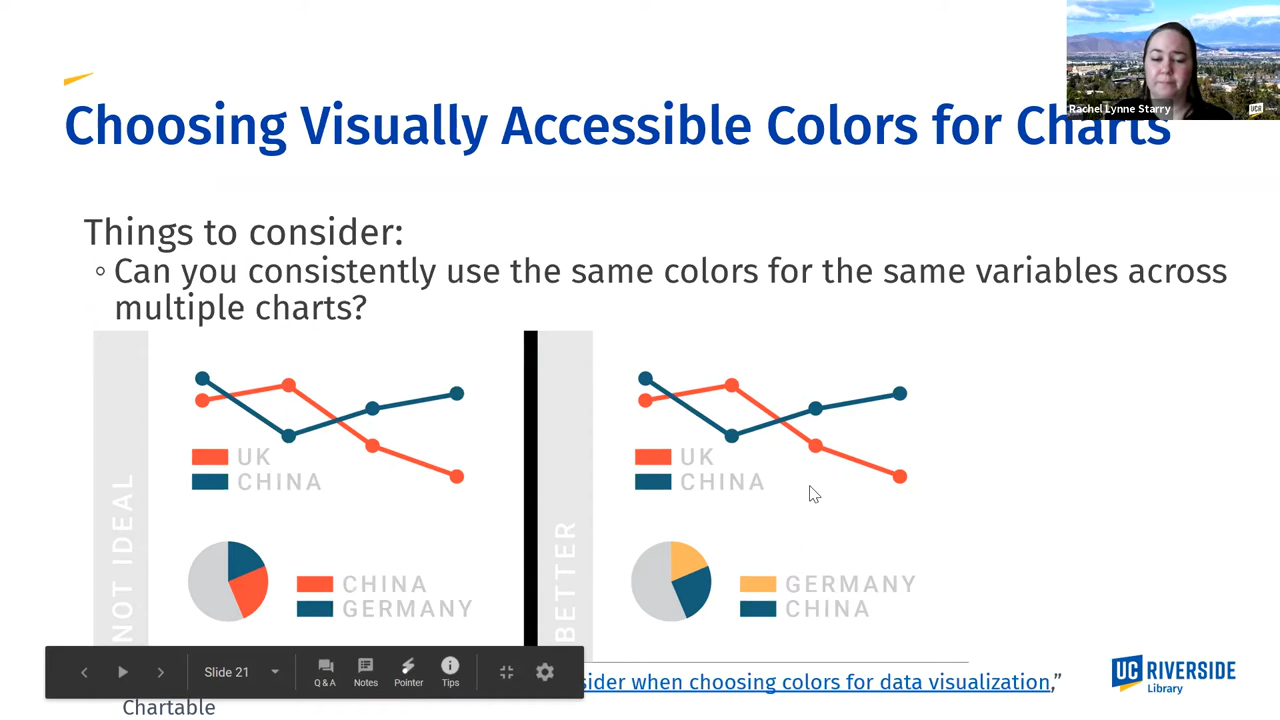 Rachel Lynne Starry
UCR
Choosing Visually Accessible Colors for Charts
Things to consider:
◦ Can you consistently use the same colors for the same variables across
multiple charts?
NOT IDEAL
UK
CHINA
CHINA
GERMANY
BETTER
UK
CHINA
GERMANY
CHINA
Slide 21
Q & A
Notes
Pointer
Tips
when choosing colors for data visualization,”
Chartable
UC RIVERSIDE
Library